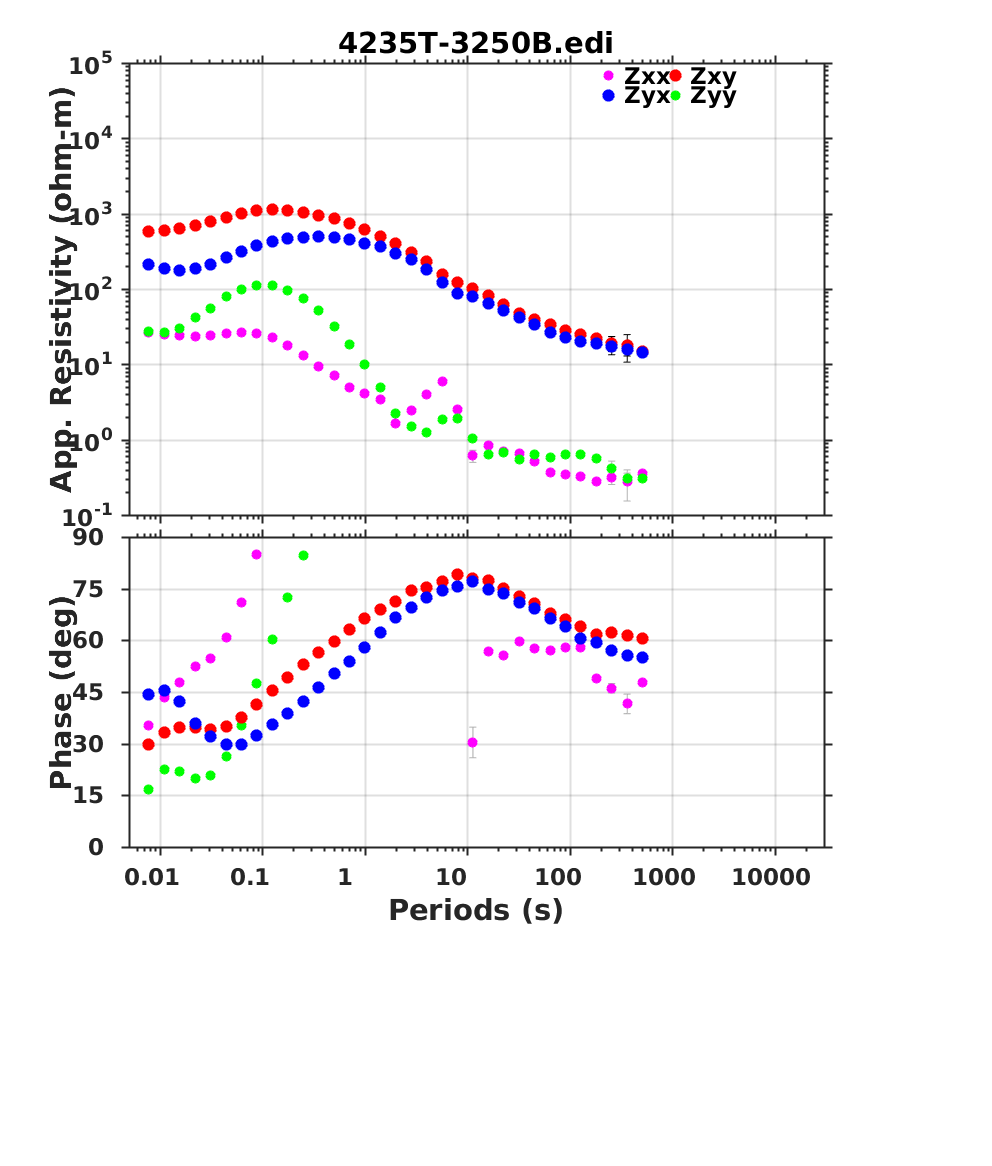 4235T-3250B.edi
Zxx Zxy
Zyx Zyy
App. Resistivity (ohm-m)
10^5
10^4
10^3
10^2
10^1
10^0
10^-1
Phase (deg)
90
75
60
45
30
15
0
0.01 0.1 1 10 100 1000 10000
Periods (s)